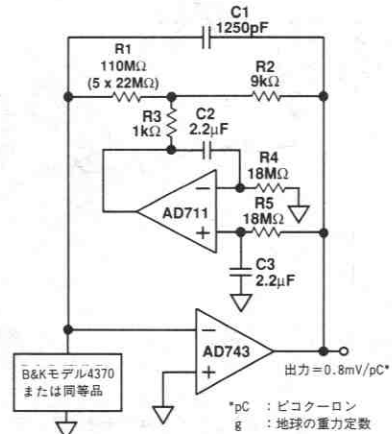 C1
1250pF
R1
110MΩ
(5 x 22MΩ)
R2
9kΩ
R3
1kΩ
C2
2.2µF
R4
18MΩ
R5
18MΩ
AD711
C3
2.2µF
AD743
B&Kモデル4370
または同等品
出力=0.8mV/pC*
*pC :ピコクーロン
g :地球の重力定数